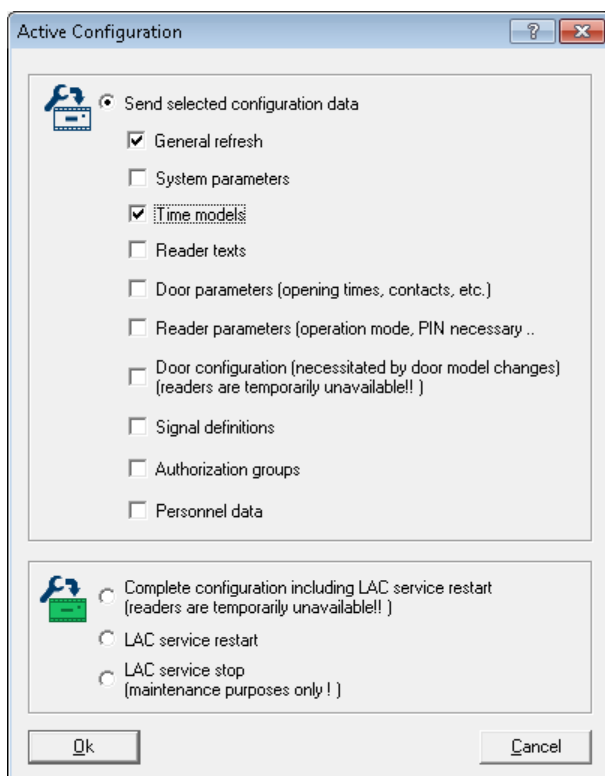 Active Configuration
Send selected configuration data
General refresh
System parameters
Time models
Reader texts
Door parameters (opening times, contacts, etc.)
Reader parameters (operation mode, PIN necessary ..
Door configuration (necessitated by door model changes)
(readers are temporarily unavailable!! )
Signal definitions
Authorization groups
Personnel data
Complete configuration including LAC service restart
(readers are temporarily unavailable!! )
LAC service restart
LAC service stop
(maintenance purposes only ! )
Ok
Cancel